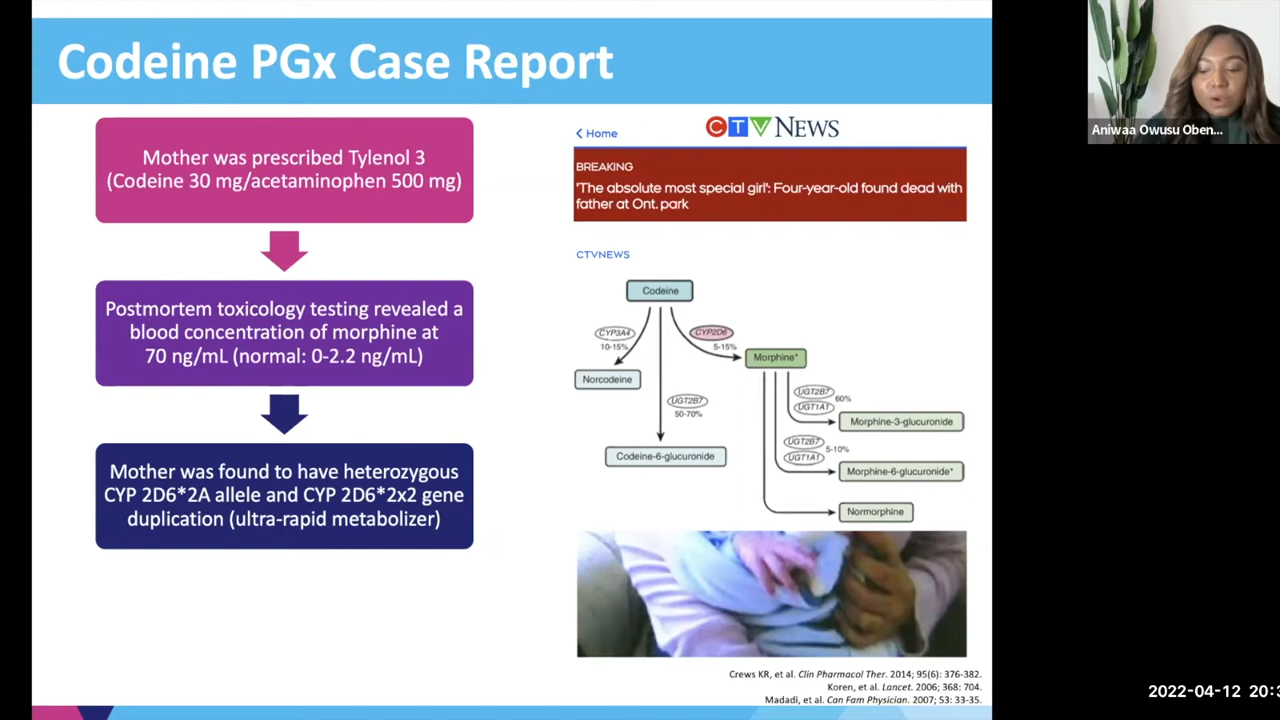 Codeine PGx Case Report
Mother was prescribed Tylenol 3
(Codeine 30 mg/acetaminophen 500 mg)
Postmortem toxicology testing revealed a
blood concentration of morphine at
70 ng/mL (normal: 0-2.2 ng/mL)
Mother was found to have heterozygous
CYP 2D6*2A allele and CYP 2D6*2x2 gene
duplication (ultra-rapid metabolizer)
Home
CTV NEWS
BREAKING
'The absolute most special girl': Four-year-old found dead with
father at Ont. park
CTVNEWS
Codeine
CYP3A4
10-15%
CYP2D6
5-15%
Morphine*
Norcodeine
UGT2B7
50-70%
UGT2B7
UGT1A1
60%
Morphine-3-glucuronide
UGT2B7
UGT1A1
5-10%
Codeine-6-glucuronide
Morphine-6-glucuronide*
Normorphine
Crews KR, et al. Clin Pharmacol Ther. 2014; 95(6): 376-382.
Koren, et al. Lancet. 2006; 368: 704.
Madadi, et al. Can Fam Physician. 2007; 53: 33-35.
Aniwaa Owusu Oben...
2022-04-12 20:3